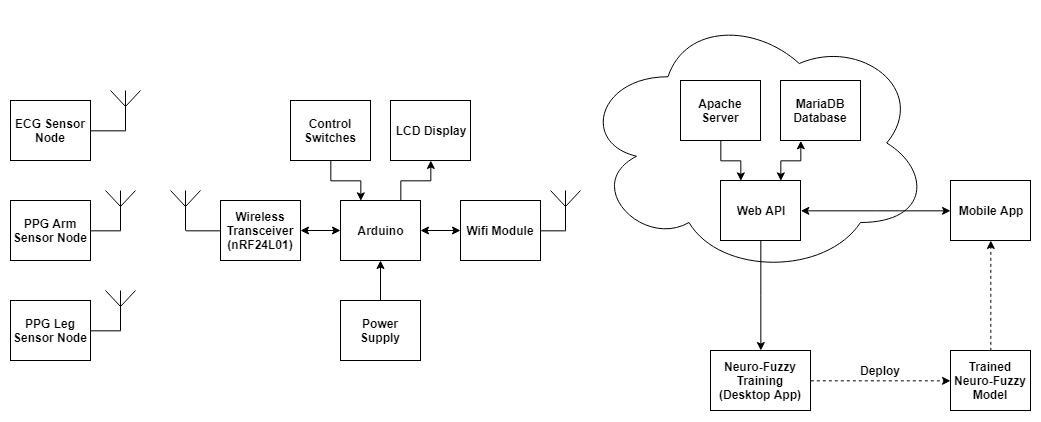 ECG Sensor
Node
PPG Arm
Sensor Node
PPG Leg
Sensor Node
Control
Switches
LCD Display
Wireless
Transceiver
(nRF24L01)
Arduino
Wifi Module
Power
Supply
Apache
Server
MariaDB
Database
Web API
Mobile App
Neuro-Fuzzy
Training
(Desktop App)
Deploy
Trained
Neuro-Fuzzy
Model